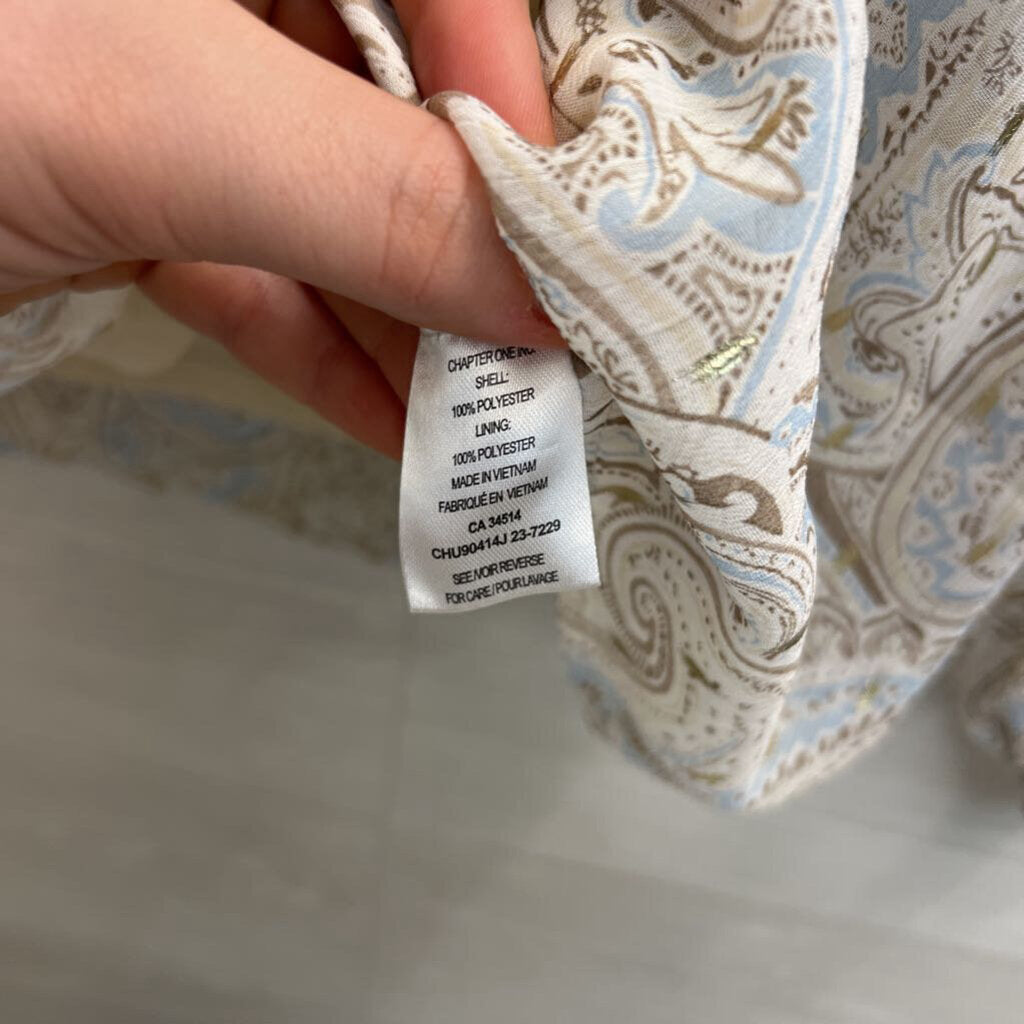 CHAPTER ONE INC.
SHELL:
100% POLYESTER
LINING:
100% POLYESTER
MADE IN VIETNAM
FABRIQUÉ EN VIETNAM
CA 34514
CHU90414J 23-7229
SEE/VOIR REVERSE
FOR CARE / POUR LAVAGE